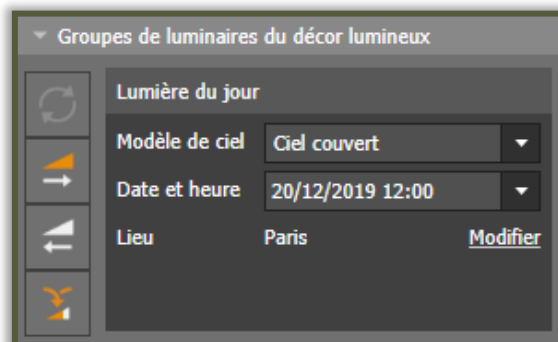 Groupes de luminaires du décor lumineux
Lumière du jour
Modèle de ciel Ciel couvert
Date et heure 20/12/2019 12:00
Lieu Paris Modifier